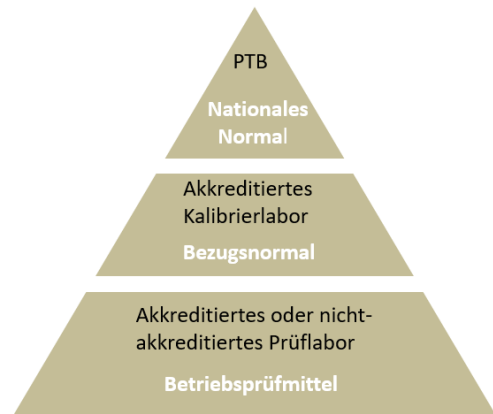 PTB
Nationales
Normal
Akkreditiertes
Kalibrierlabor
Bezugsnormal
Akkreditiertes oder nicht-
akkreditiertes Prüflabor
Betriebsprüfmittel